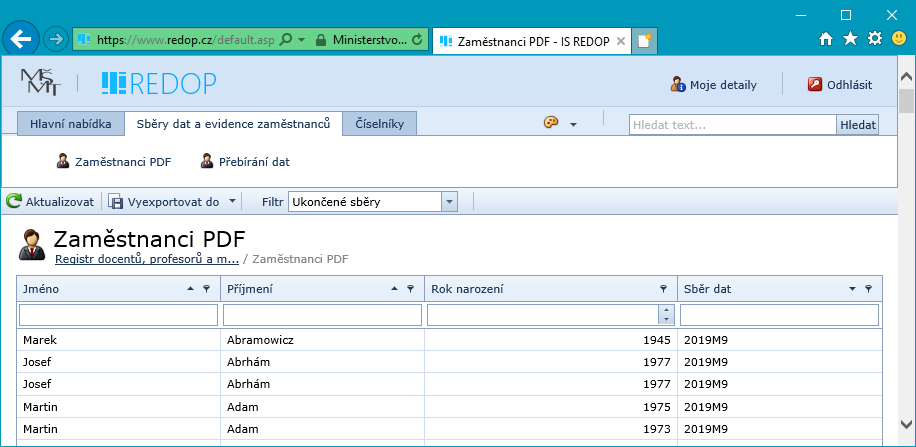 https://www.redop.cz/default.asp
Ministerstvo...
Zaměstnanci PDF - IS REDOP
MŠMT
REDOP
Moje detaily
Odhlásit
Hlavní nabídka
Sběry dat a evidence zaměstnanců
Číselníky
Hledat text...
Hledat
Zaměstnanci PDF
Přebírání dat
Aktualizovat
Vyexportovat do
Filtr
Ukončené sběry
Zaměstnanci PDF
Registr docentů, profesorů a m... / Zaměstnanci PDF
Jméno Příjmení Rok narození Sběr dat
Marek Abramowicz 1945 2019M9
Josef Abrhám 1977 2019M9
Josef Abrhám 1977 2019M9
Martin Adam 1975 2019M9
Martin Adam 1973 2019M9